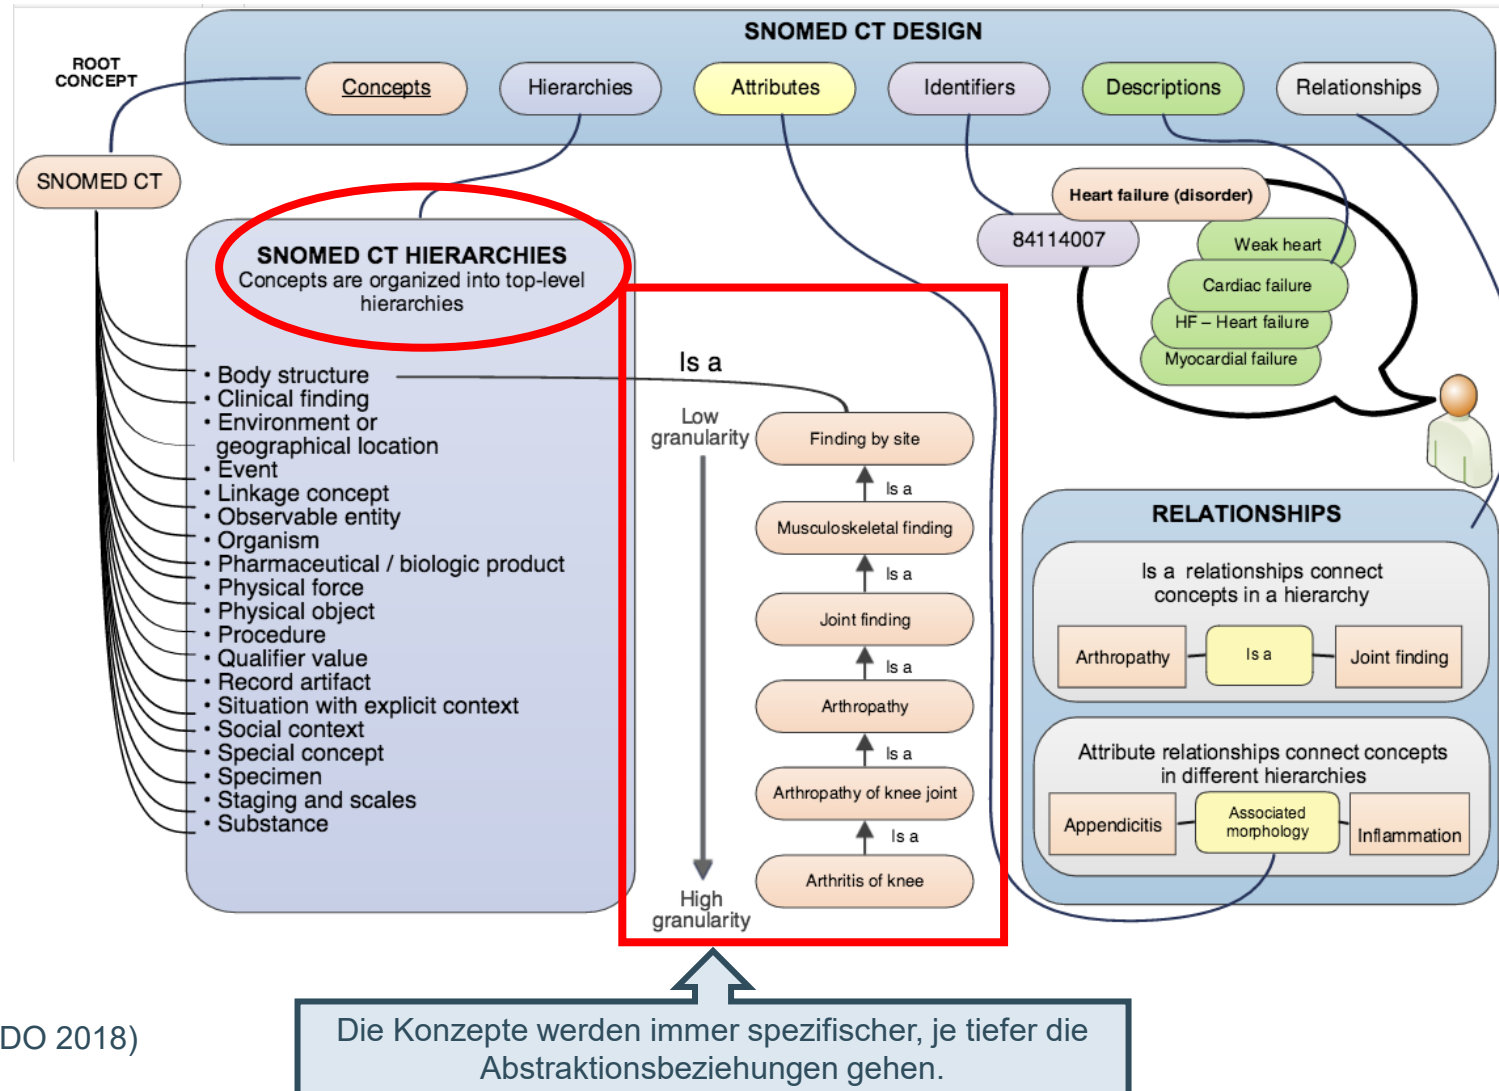 SNOMED CT DESIGN
ROOT
CONCEPT
Concepts
Hierarchies
Attributes
Identifiers
Descriptions
Relationships
SNOMED CT
SNOMED CT HIERARCHIES
Concepts are organized into top-level
hierarchies
• Body structure
• Clinical finding
• Environment or
geographical location
• Event
• Linkage concept
• Observable entity
• Organism
• Pharmaceutical / biologic product
• Physical force
• Physical object
• Procedure
• Qualifier value
• Record artifact
• Situation with explicit context
• Social context
• Special concept
• Specimen
• Staging and scales
• Substance
Is a
Low
granularity
High
granularity
Finding by site
Is a
Musculoskeletal finding
Is a
Joint finding
Is a
Arthropathy
Is a
Arthropathy of knee joint
Is a
Arthritis of knee
Heart failure (disorder)
84114007
Weak heart
Cardiac failure
HF – Heart failure
Myocardial failure
RELATIONSHIPS
Is a relationships connect
concepts in a hierarchy
Arthropathy
Is a
Joint finding
Attribute relationships connect concepts
in different hierarchies
Appendicitis
Associated
morphology
Inflammation
DO 2018)
Die Konzepte werden immer spezifischer, je tiefer die
Abstraktionsbeziehungen gehen.